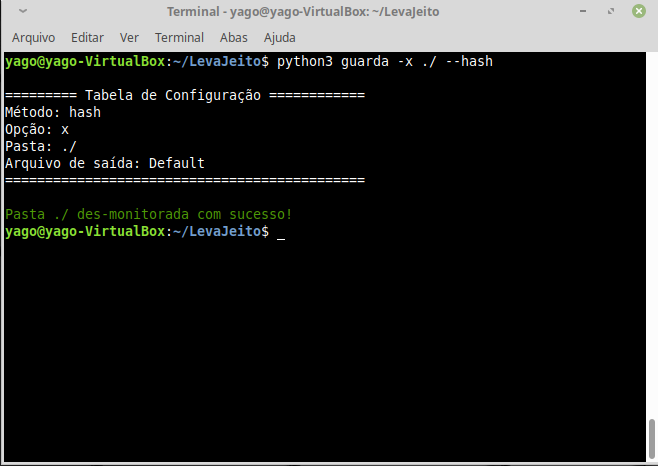 Terminal - yago@yago-VirtualBox: ~/LevaJeito
Arquivo Editar Ver Terminal Abas Ajuda
yago@yago-VirtualBox:~/LevaJeito$ python3 guarda -x ./ --hash
========= Tabela de Configuração ============
Método: hash
Opção: x
Pasta: ./
Arquivo de saída: Default
=============================================
Pasta ./ des-monitorada com sucesso!
yago@yago-VirtualBox:~/LevaJeito$ _